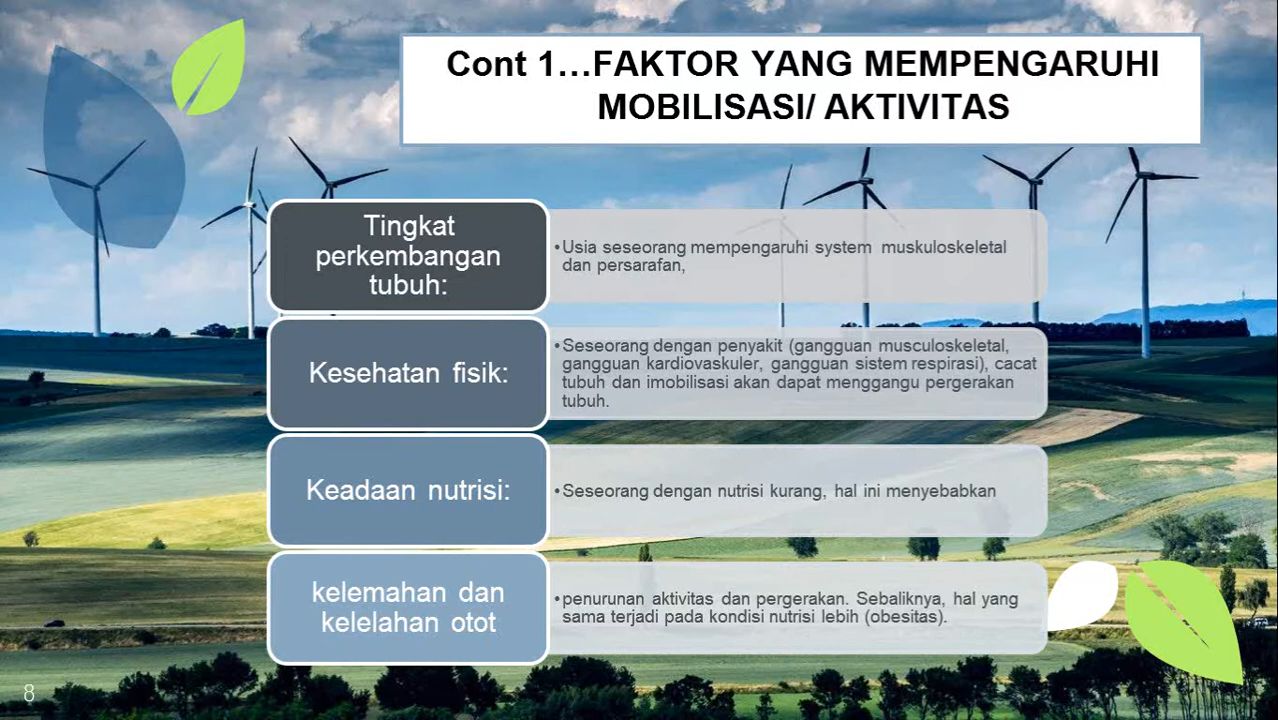 Cont 1…FAKTOR YANG MEMPENGARUHI
MOBILISASI/ AKTIVITAS
Tingkat
perkembangan
tubuh:
•Usia seseorang mempengaruhi system muskuloskeletal
dan persarafan,
Kesehatan fisik:
•Seseorang dengan penyakit (gangguan musculoskeletal,
gangguan kardiovaskuler, gangguan sistem respirasi), cacat
tubuh dan imobilisasi akan dapat menggangu pergerakan
tubuh.
Keadaan nutrisi:
•Seseorang dengan nutrisi kurang, hal ini menyebabkan
kelemahan dan
kelelahan otot
•penurunan aktivitas dan pergerakan. Sebaliknya, hal yang
sama terjadi pada kondisi nutrisi lebih (obesitas).
8